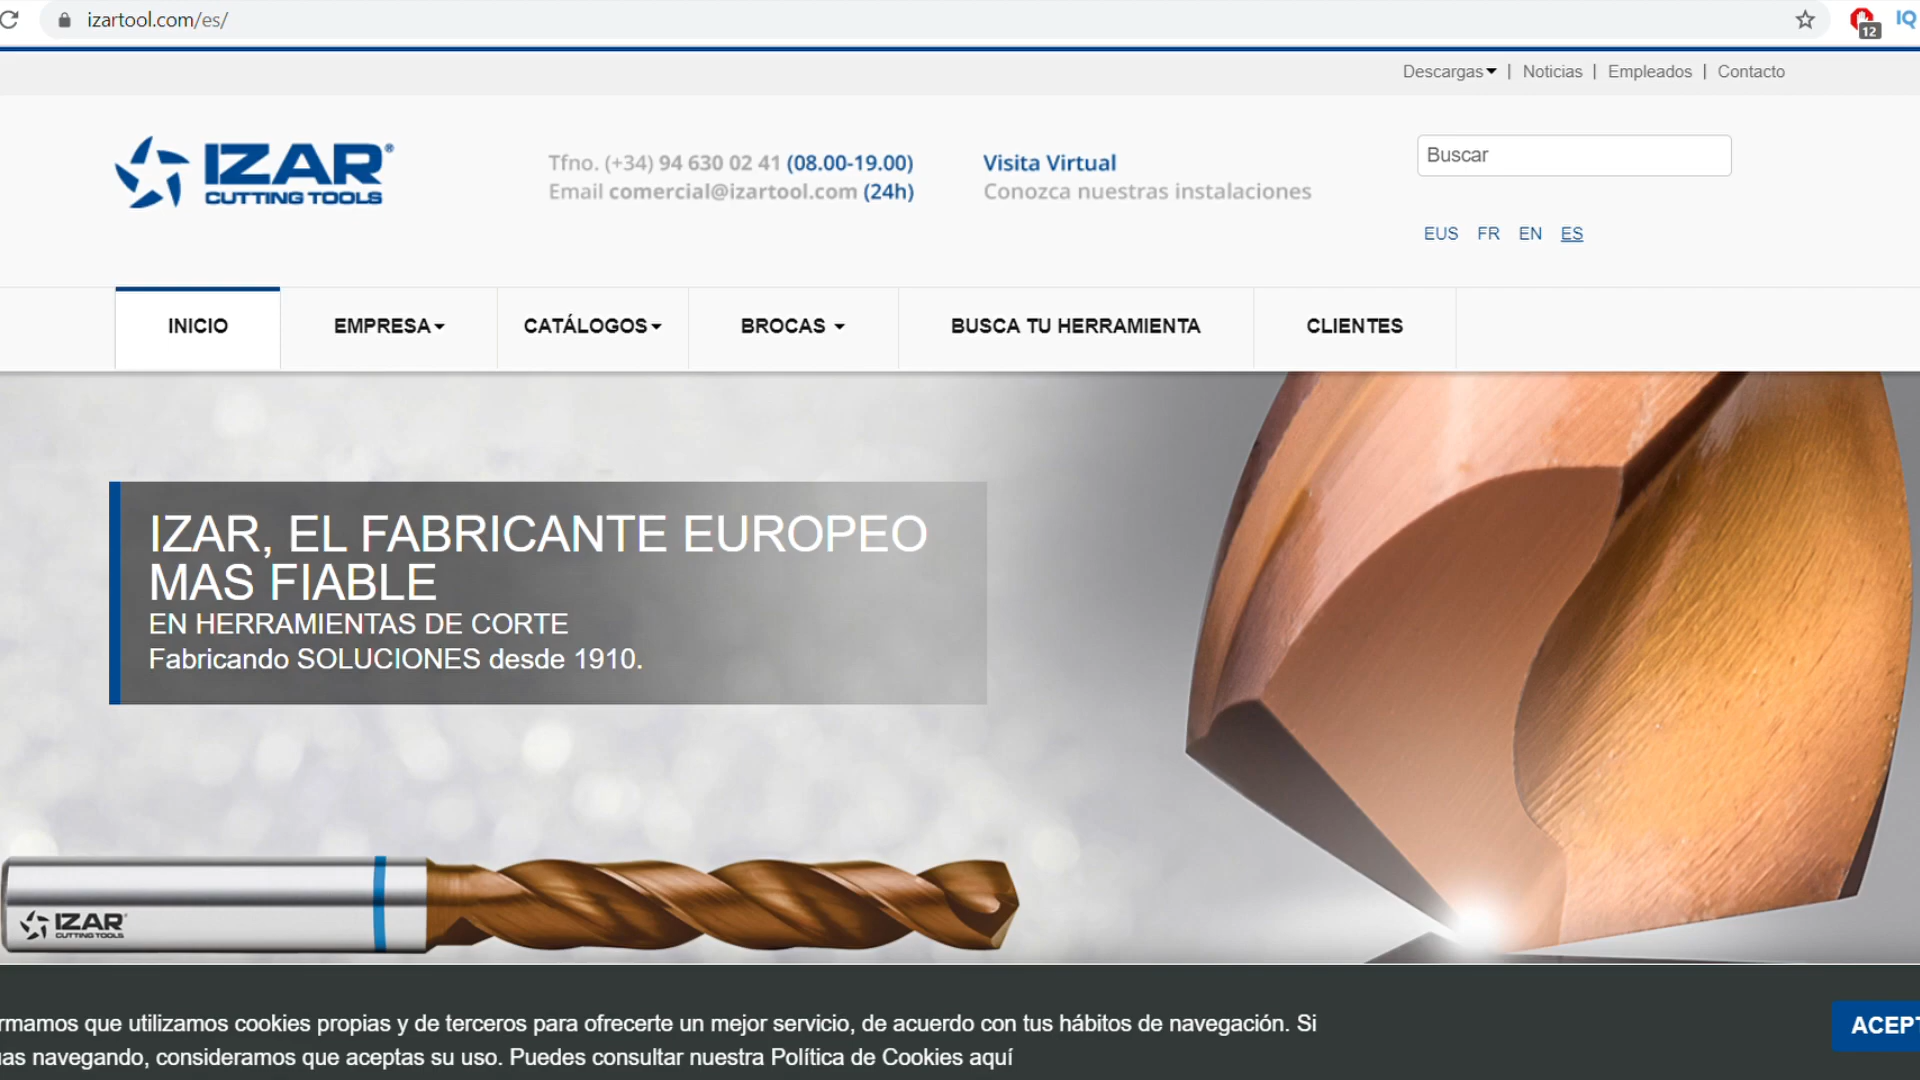 izartool.com/es/
12
IQ
Descargas | Noticias | Empleados | Contacto
IZAR®
CUTTING TOOLS
Tfno. (+34) 94 630 02 41 (08.00-19.00)
Email comercial@izartool.com (24h)
Visita Virtual
Conozca nuestras instalaciones
Buscar
EUS FR EN ES
INICIO EMPRESA CATÁLOGOS BROCAS BUSCA TU HERRAMIENTA CLIENTES
IZAR, EL FABRICANTE EUROPEO
MAS FIABLE
EN HERRAMIENTAS DE CORTE
Fabricando SOLUCIONES desde 1910.
IZAR
CUTTING TOOLS
rmamos que utilizamos cookies propias y de terceros para ofrecerte un mejor servicio, de acuerdo con tus hábitos de navegación. Si
as navegando, consideramos que aceptas su uso. Puedes consultar nuestra Política de Cookies aquí
ACEPT